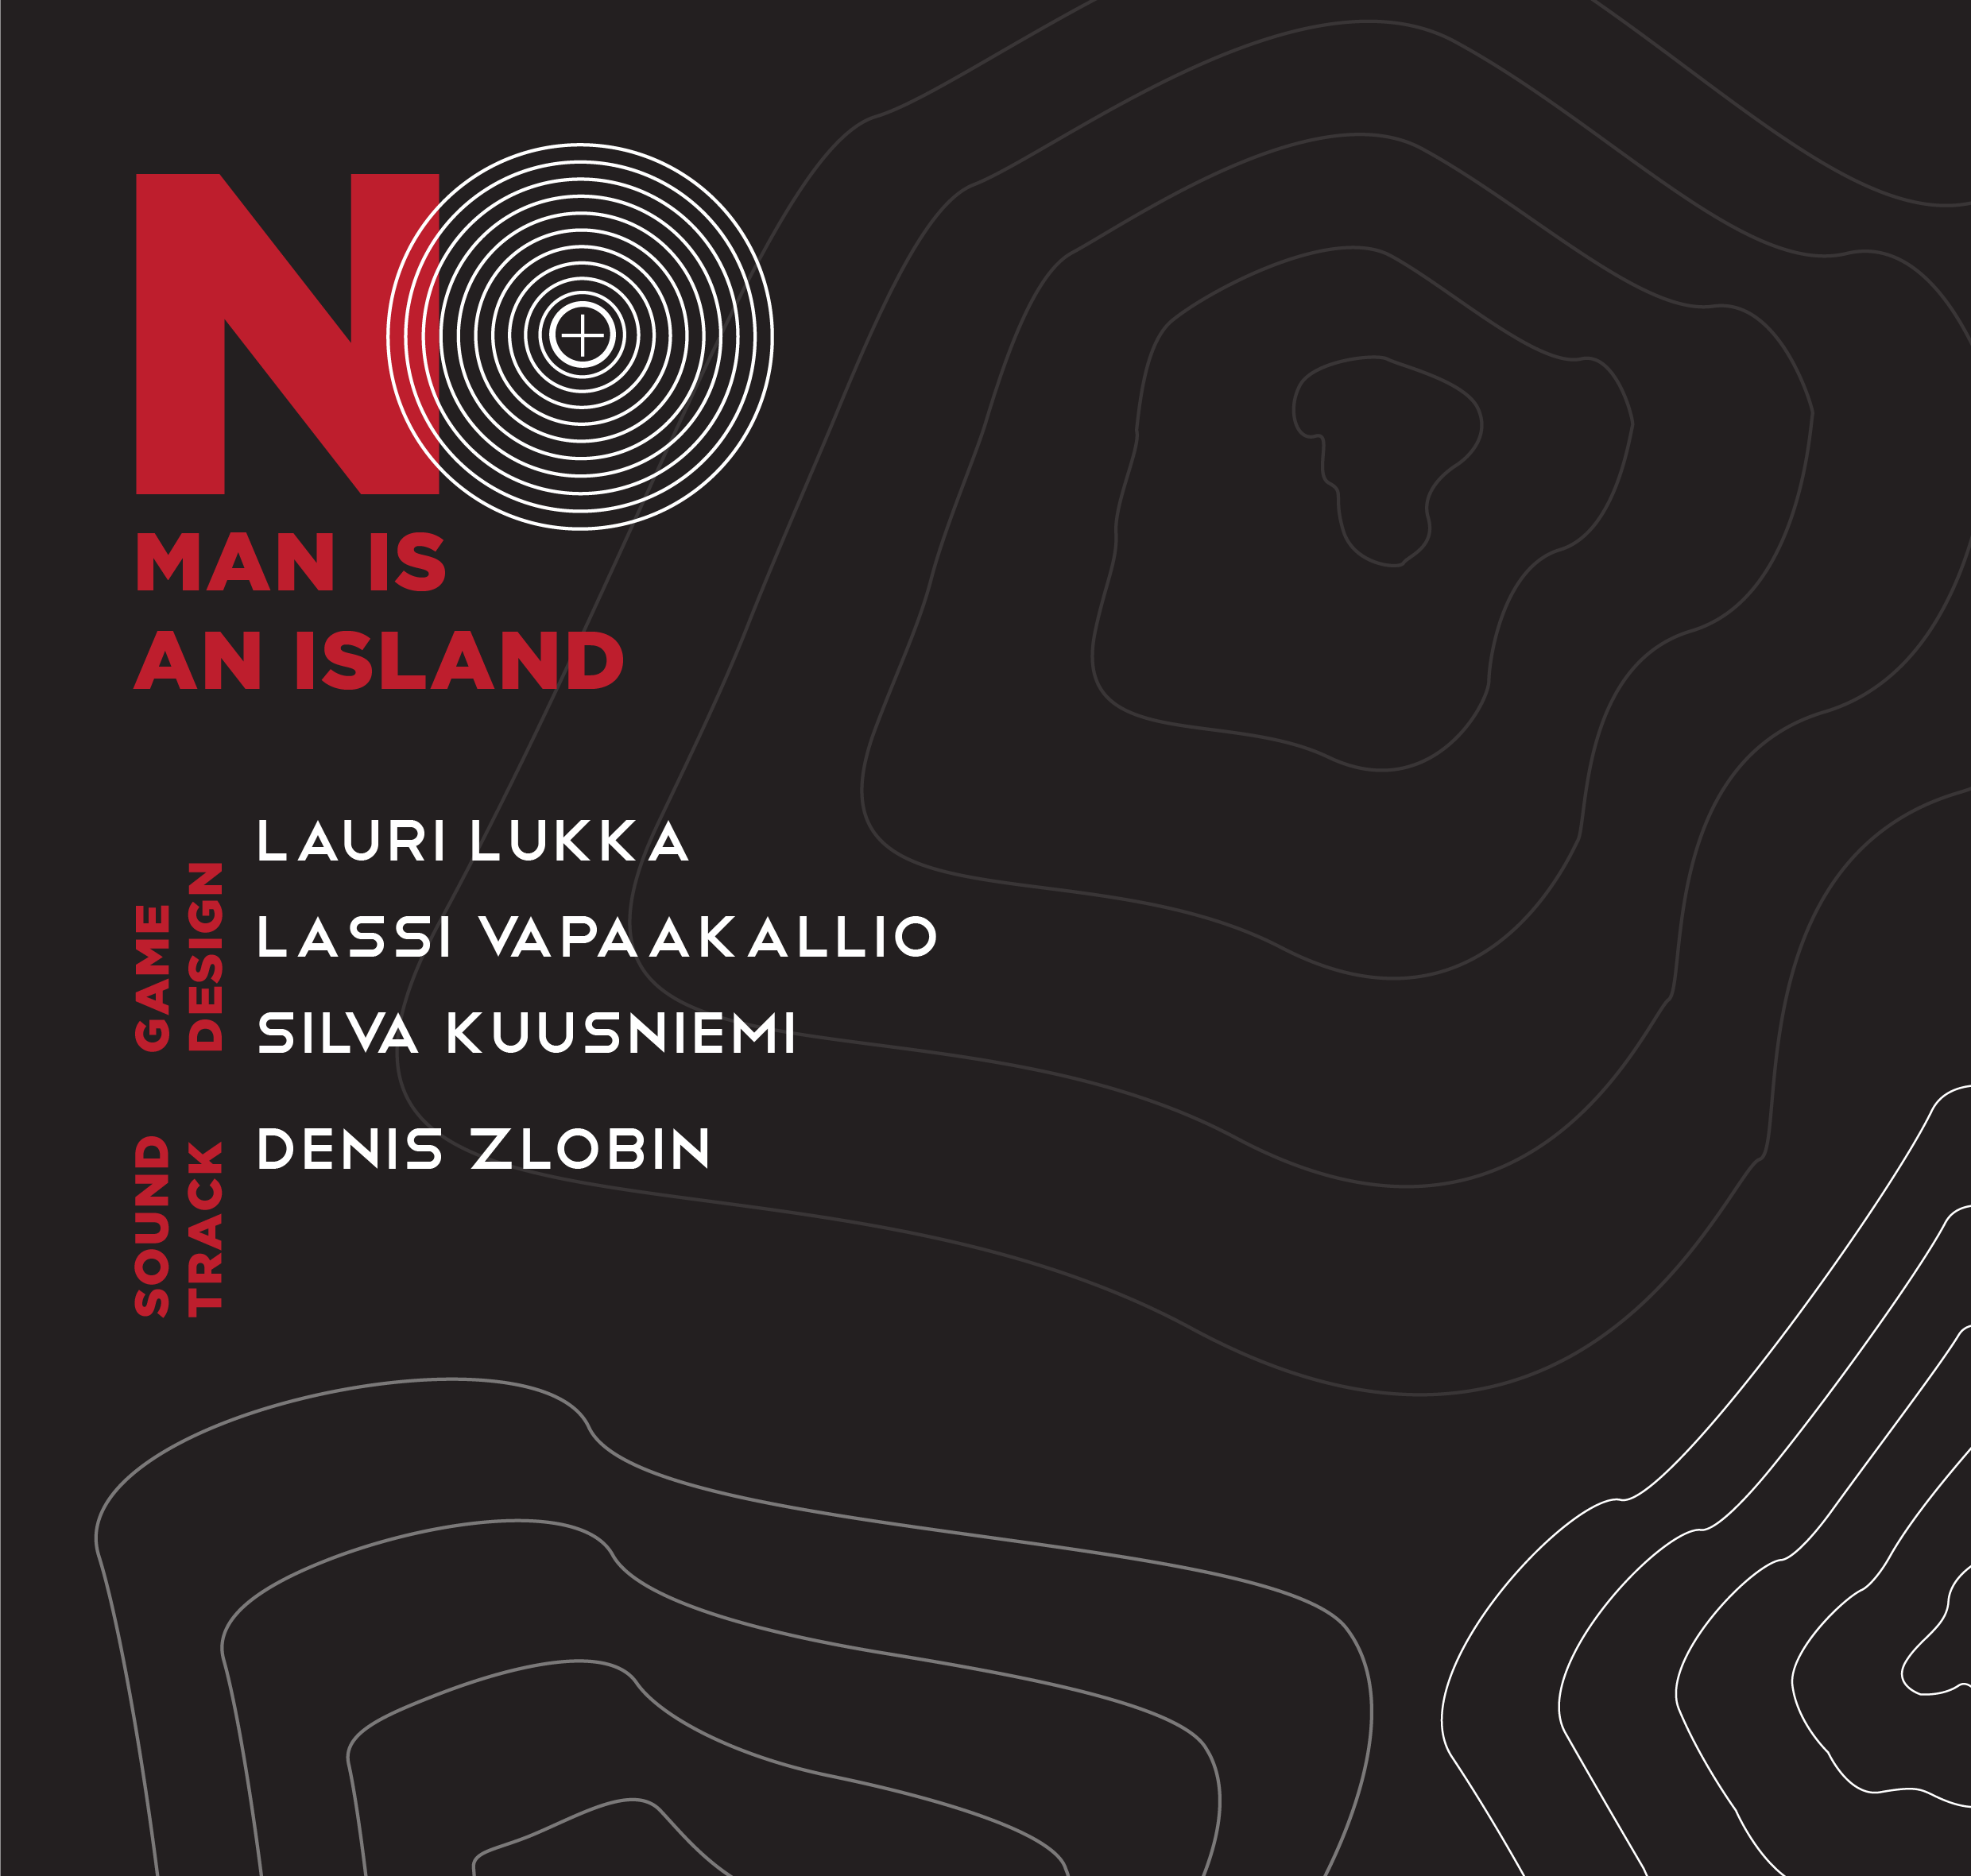 NO
MAN IS
AN ISLAND
GAME
DESIGN
LAURI LUKKA
LASSI VAPAAKALLIO
SILVA KUUSNIEMI
SOUND
TRACK
DENIS ZLOBIN